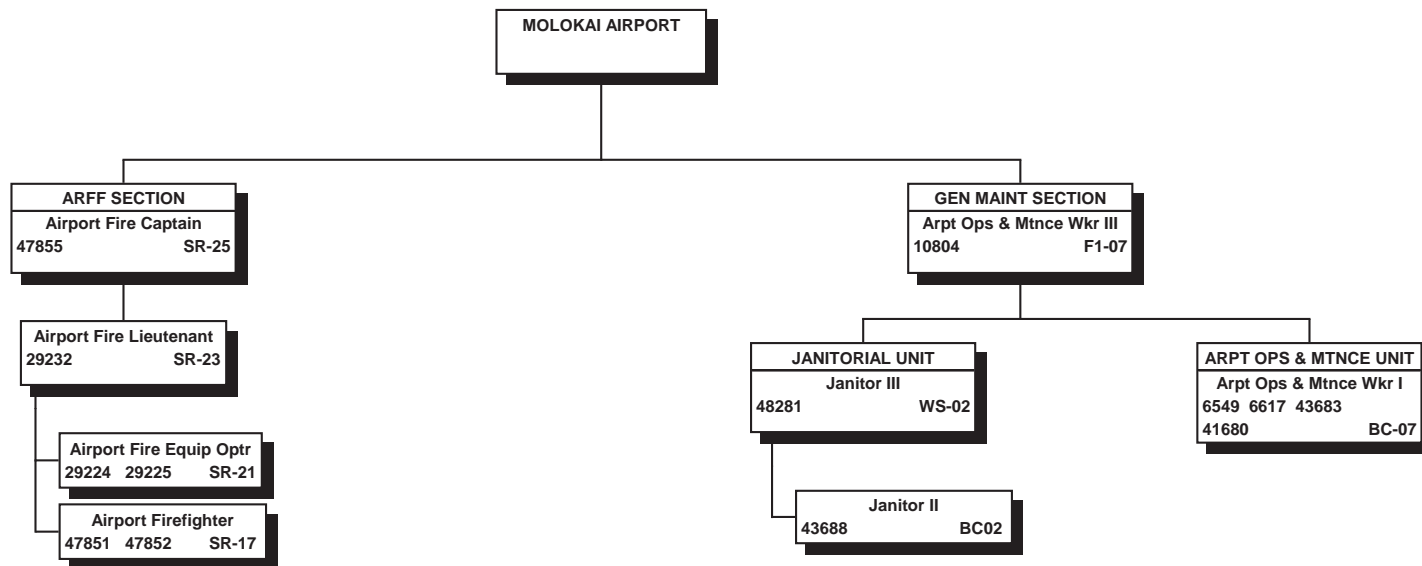 MOLOKAI AIRPORT
ARFF SECTION
Airport Fire Captain
47855 SR-25
Airport Fire Lieutenant
29232 SR-23
Airport Fire Equip Optr
29224 29225 SR-21
Airport Firefighter
47851 47852 SR-17
GEN MAINT SECTION
Arpt Ops & Mtnce Wkr III
10804 F1-07
JANITORIAL UNIT
Janitor III
48281 WS-02
Janitor II
43688 BC02
ARPT OPS & MTNCE UNIT
Arpt Ops & Mtnce Wkr I
6549 6617 43683
41680 BC-07